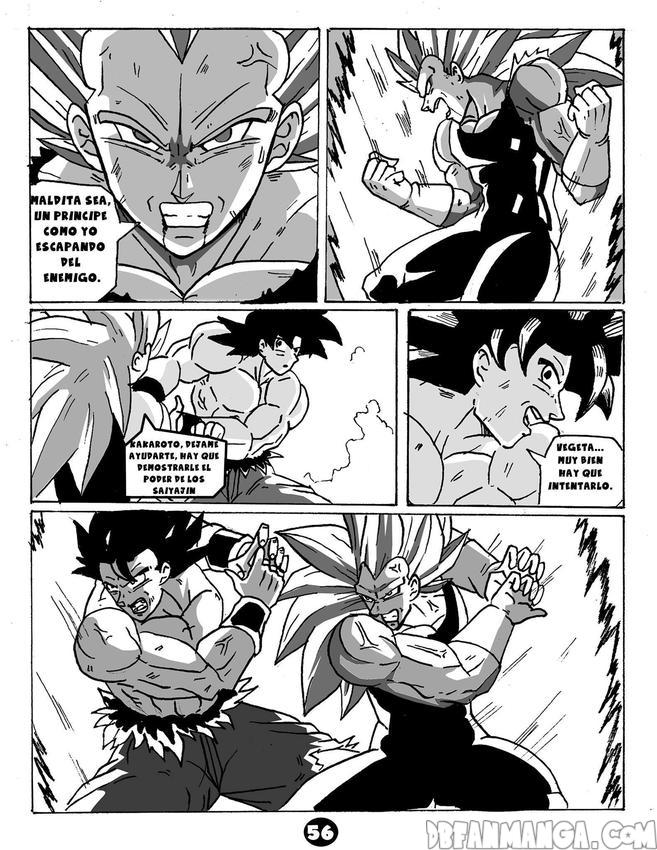 MALDITA SEA,
UN PRINCIPE
COMO YO
ESCAPANDO
DEL
ENEMIGO.
KAKAROTO, DEJAME
AYUDARTE, HAY QUE
DEMOSTRARLE EL
PODER DE LOS
SAIYAJIN
VEGETA...
MUY BIEN
HAY QUE
INTENTARLO.
56
DBFANMANGA.COM